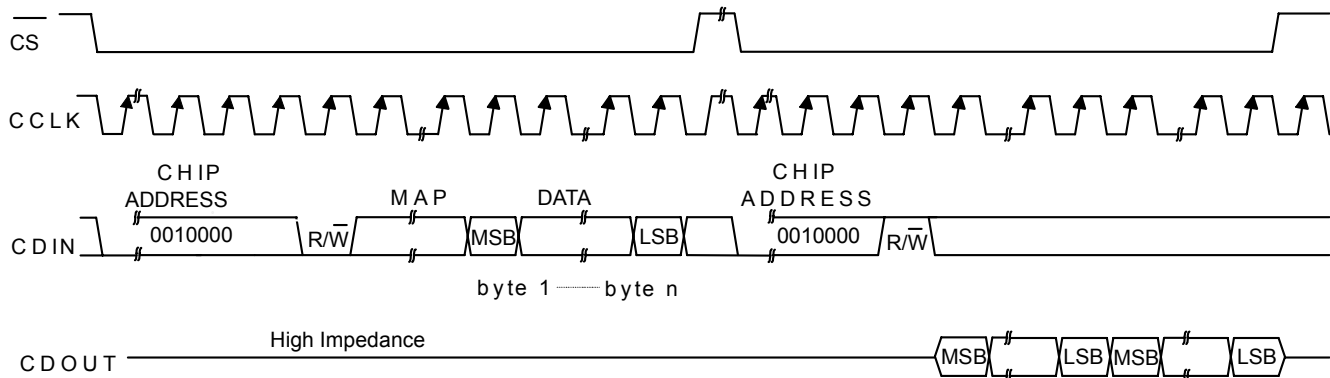 CS
CCLK
CHIP
ADDRESS
MAP
DATA
CHIP
ADDRESS
CDIN
0010000
R/W
MSB
LSB
0010000
R/W
byte 1 byte n
High Impedance
CDOUT
MSB
LSB
MSB
LSB